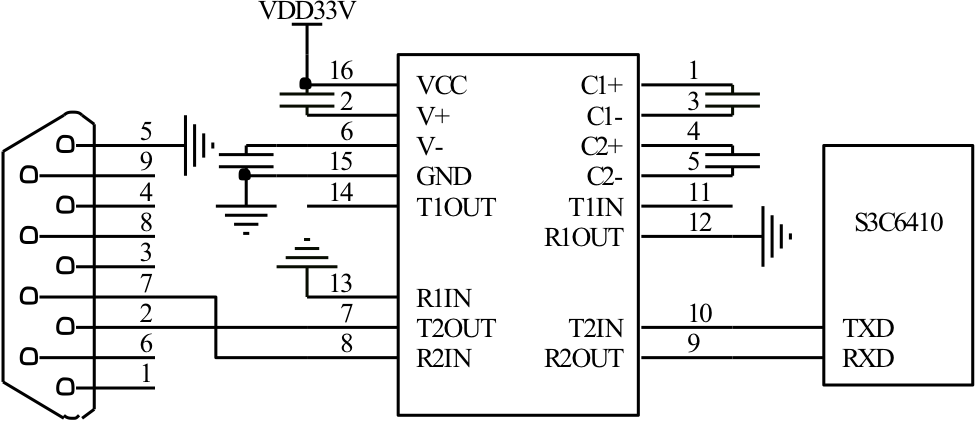 VDD33V
16 VCC C1+ 1
2 V+ C1- 3
5 6 V- C2+ 4
9 15 GND C2- 5
4 14 T1OUT T1IN 11
8 R1OUT 12 S3C6410
3
7 13 R1IN
2 7 T2OUT T2IN 10 TXD
6 8 R2IN R2OUT 9 RXD
1